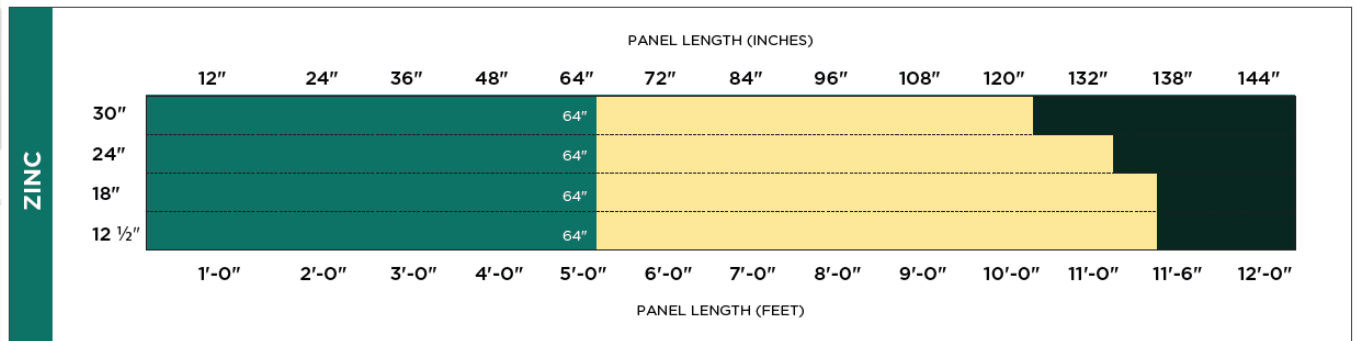 ZINC
PANEL LENGTH (INCHES)
12" 24" 36" 48" 64" 72" 84" 96" 108" 120" 132" 138" 144"
30" 64"
24" 64"
18" 64"
12 ½" 64"
1'-0" 2'-0" 3'-0" 4'-0" 5'-0" 6'-0" 7'-0" 8'-0" 9'-0" 10'-0" 11'-0" 11'-6" 12'-0"
PANEL LENGTH (FEET)